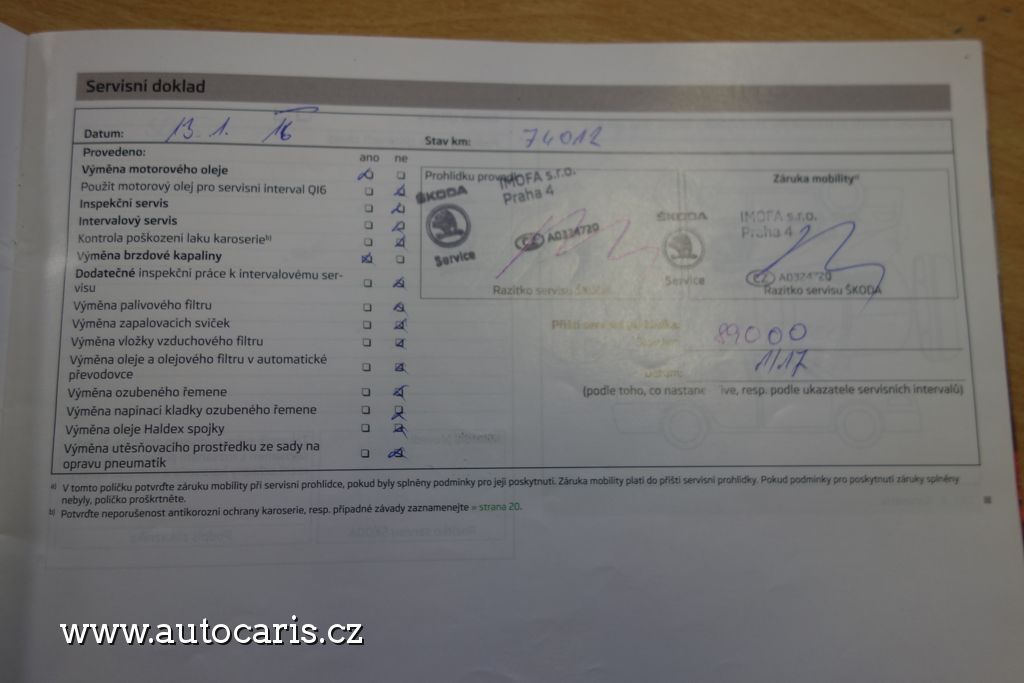 Servisní doklad
Datum: 13 1. 16
Stav km: 74012
Provedeno:
ano ne
Výměna motorového oleje
Použit motorový olej pro servisní interval QI6
Inspekční servis
Intervalový servis
Kontrola poškození laku karoserie b)
Výměna brzdové kapaliny
Dodatečné inspekční práce k intervalovému ser-
visu
Výměna palivového filtru
Výměna zapalovacích svíček
Výměna vložky vzduchového filtru
Výměna oleje a olejového filtru v automatické
převodovce
Výměna ozubeného řemene
Výměna napínací kladky ozubeného řemene
Výměna oleje Haldex spojky
Výměna utěsňovacího prostředku ze sady na
opravu pneumatik
Prohlídku
IMOFA s.r.o.
Praha 4
ŠKODA
CZ A0334720
Service
Razítko servisu ŠKODA
Záruka mobility a)
ŠKODA
IMOFA s.r.o.
Praha 4
CZ
Service
Razítko servisu ŠKODA
Příští
89000
1/17
(podle toho, co nastane resp. podle ukazatele servisních intervalů)
a) V tomto políčku potvrďte záruku mobility při servisní prohlídce, pokud byly splněny podmínky pro její poskytnutí. Záruka mobility platí do příští servisní prohlídky. Pokud podmínky pro poskytnutí záruky splněny
nebyly, políčko proškrtněte.
b) Potvrďte neporušenost antikorozní ochrany karoserie, resp. případné závady zaznamenejte » strana 20.
www.autocaris.cz